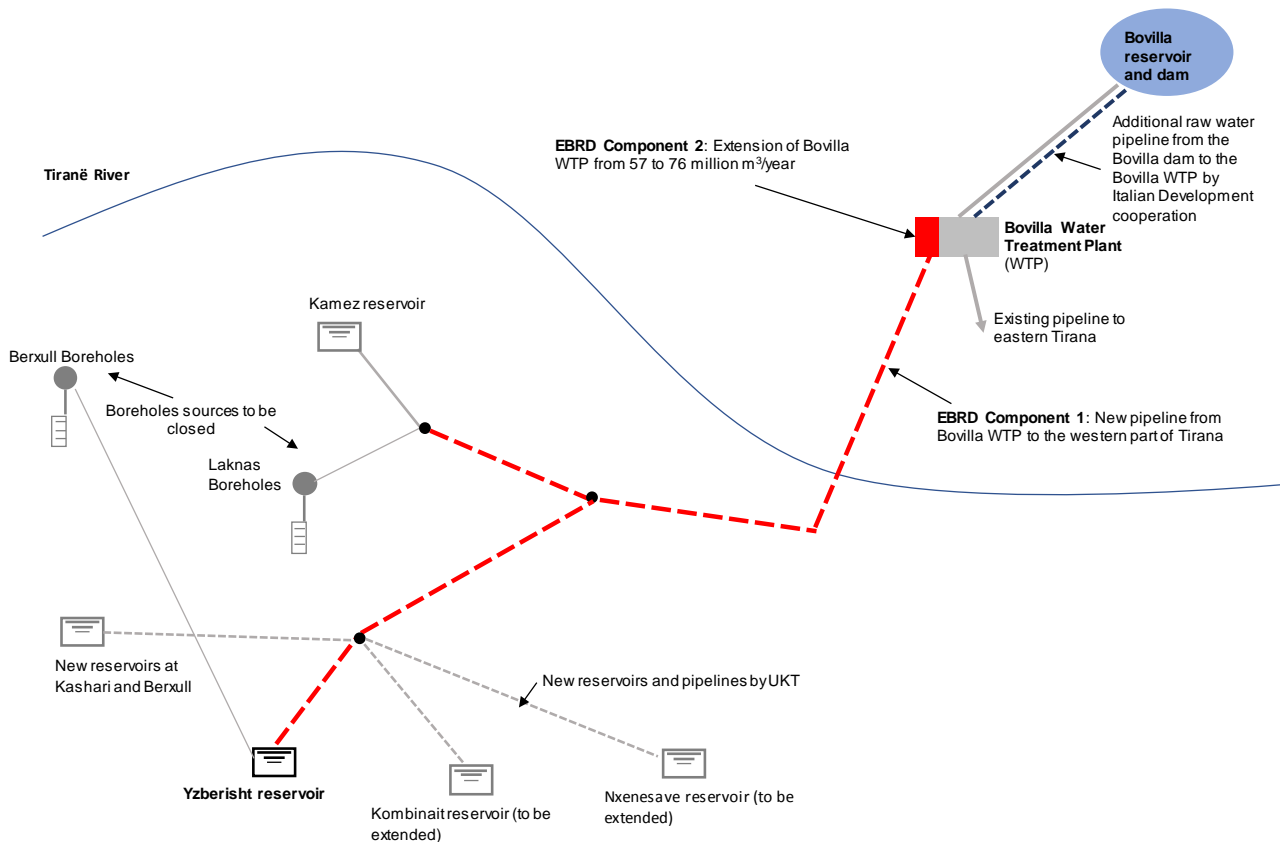 Bovilla
reservoir
and dam
Additional raw water
pipeline from the
Bovilla dam to the
Bovilla WTP by
Italian Development
cooperation
EBRD Component 2: Extension of Bovilla
WTP from 57 to 76 million m³/year
Tiranë River
Bovilla Water
Treatment Plant
(WTP)
Existing pipeline to
eastern Tirana
Kamez reservoir
Berxull Boreholes
Boreholes sources to be
closed
EBRD Component 1: New pipeline from
Bovilla WTP to the western part of Tirana
Laknas
Boreholes
New reservoirs at
Kashari and Berxull
New reservoirs and pipelines by UKT
Yzberisht reservoir
Kombinait reservoir (to be
extended)
Nxenesave reservoir (to be
extended)